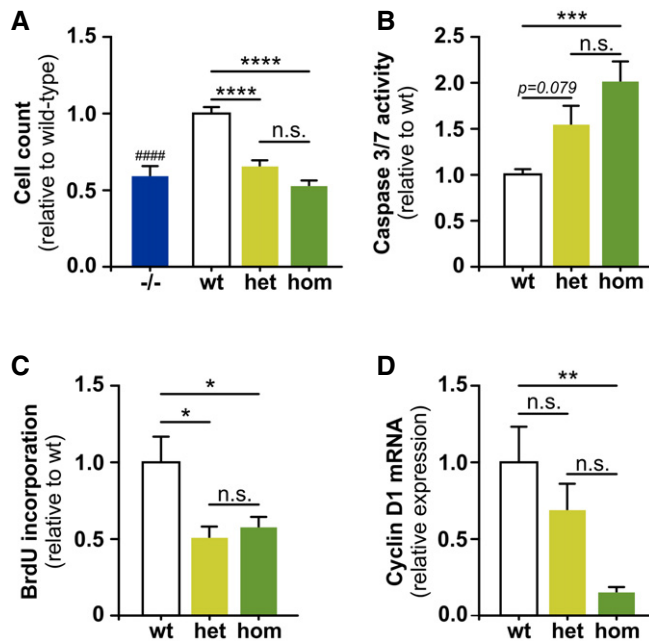 A
Cell count
(relative to wild-type)
1.5
1.0
0.5
0.0
####
****
****
n.s.
-/-
wt
het
hom
B
Caspase 3/7 activity
(relative to wt)
2.5
2.0
1.5
1.0
0.5
0
***
n.s.
p=0.079
wt
het
hom
C
BrdU incorporation
(relative to wt)
1.5
1.0
0.5
0
*
*
n.s.
wt
het
hom
D
Cyclin D1 mRNA
(relative expression)
1.5
1.0
0.5
0
**
n.s.
n.s.
wt
het
hom